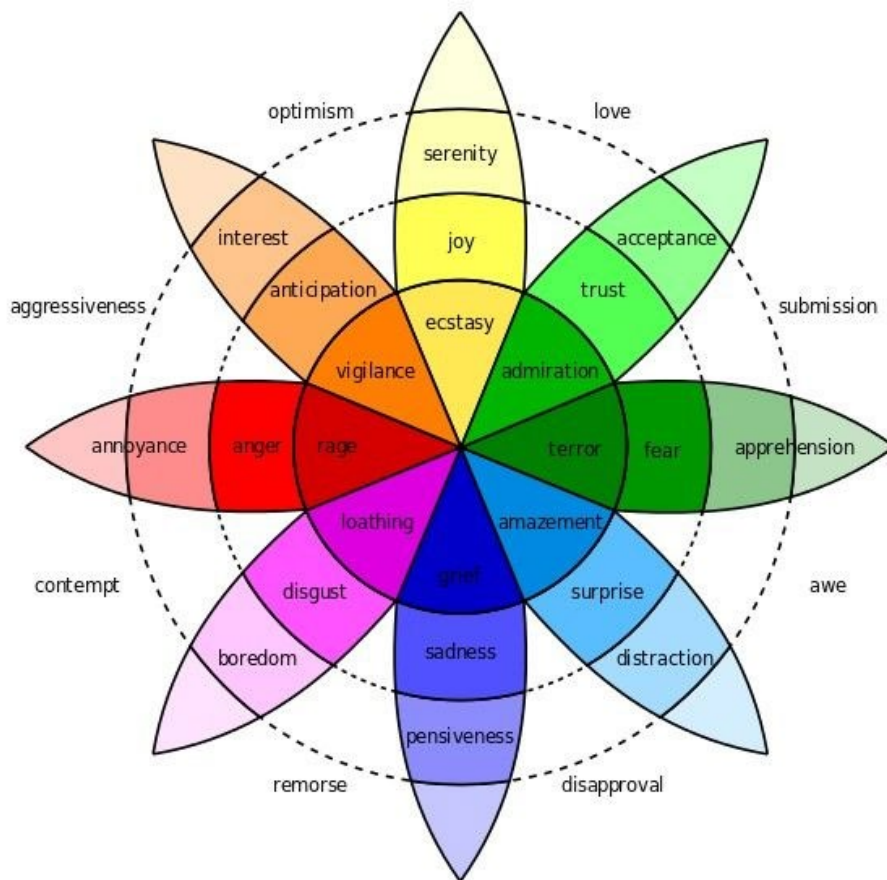 optimism
love
serenity
interest
acceptance
joy
anticipation
trust
aggressiveness
submission
ecstasy
vigilance
admiration
annoyance
anger
rage
terror
fear
apprehension
loathing
amazement
grief
contempt
disgust
surprise
awe
boredom
sadness
distraction
pensiveness
remorse
disapproval